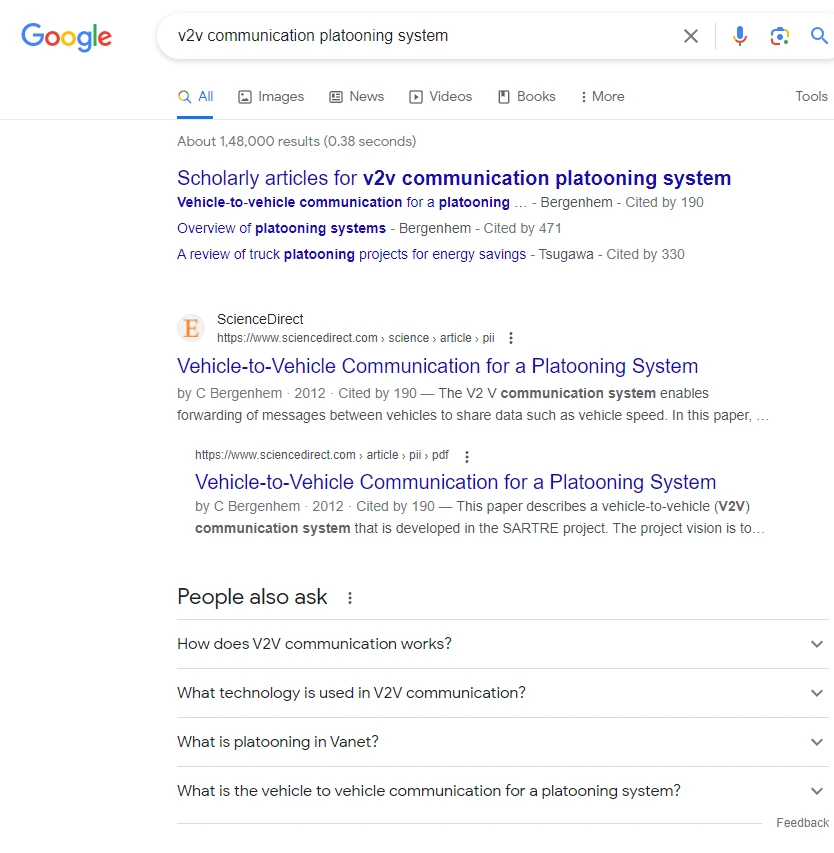 Google
v2v communication platooning system
All Images News Videos Books More Tools
About 1,48,000 results (0.38 seconds)
Scholarly articles for v2v communication platooning system
Vehicle-to-vehicle communication for a platooning … - Bergenhem - Cited by 190
Overview of platooning systems - Bergenhem - Cited by 471
A review of truck platooning projects for energy savings - Tsugawa - Cited by 330
E
ScienceDirect
https://www.sciencedirect.com › science › article › pii
Vehicle-to-Vehicle Communication for a Platooning System
by C Bergenhem · 2012 · Cited by 190 — The V2 V communication system enables
forwarding of messages between vehicles to share data such as vehicle speed. In this paper, …
https://www.sciencedirect.com › article › pii › pdf
Vehicle-to-Vehicle Communication for a Platooning System
by C Bergenhem · 2012 · Cited by 190 — This paper describes a vehicle-to-vehicle (V2V)
communication system that is developed in the SARTRE project. The project vision is to…
People also ask
How does V2V communication works?
What technology is used in V2V communication?
What is platooning in Vanet?
What is the vehicle to vehicle communication for a platooning system?
Feedback